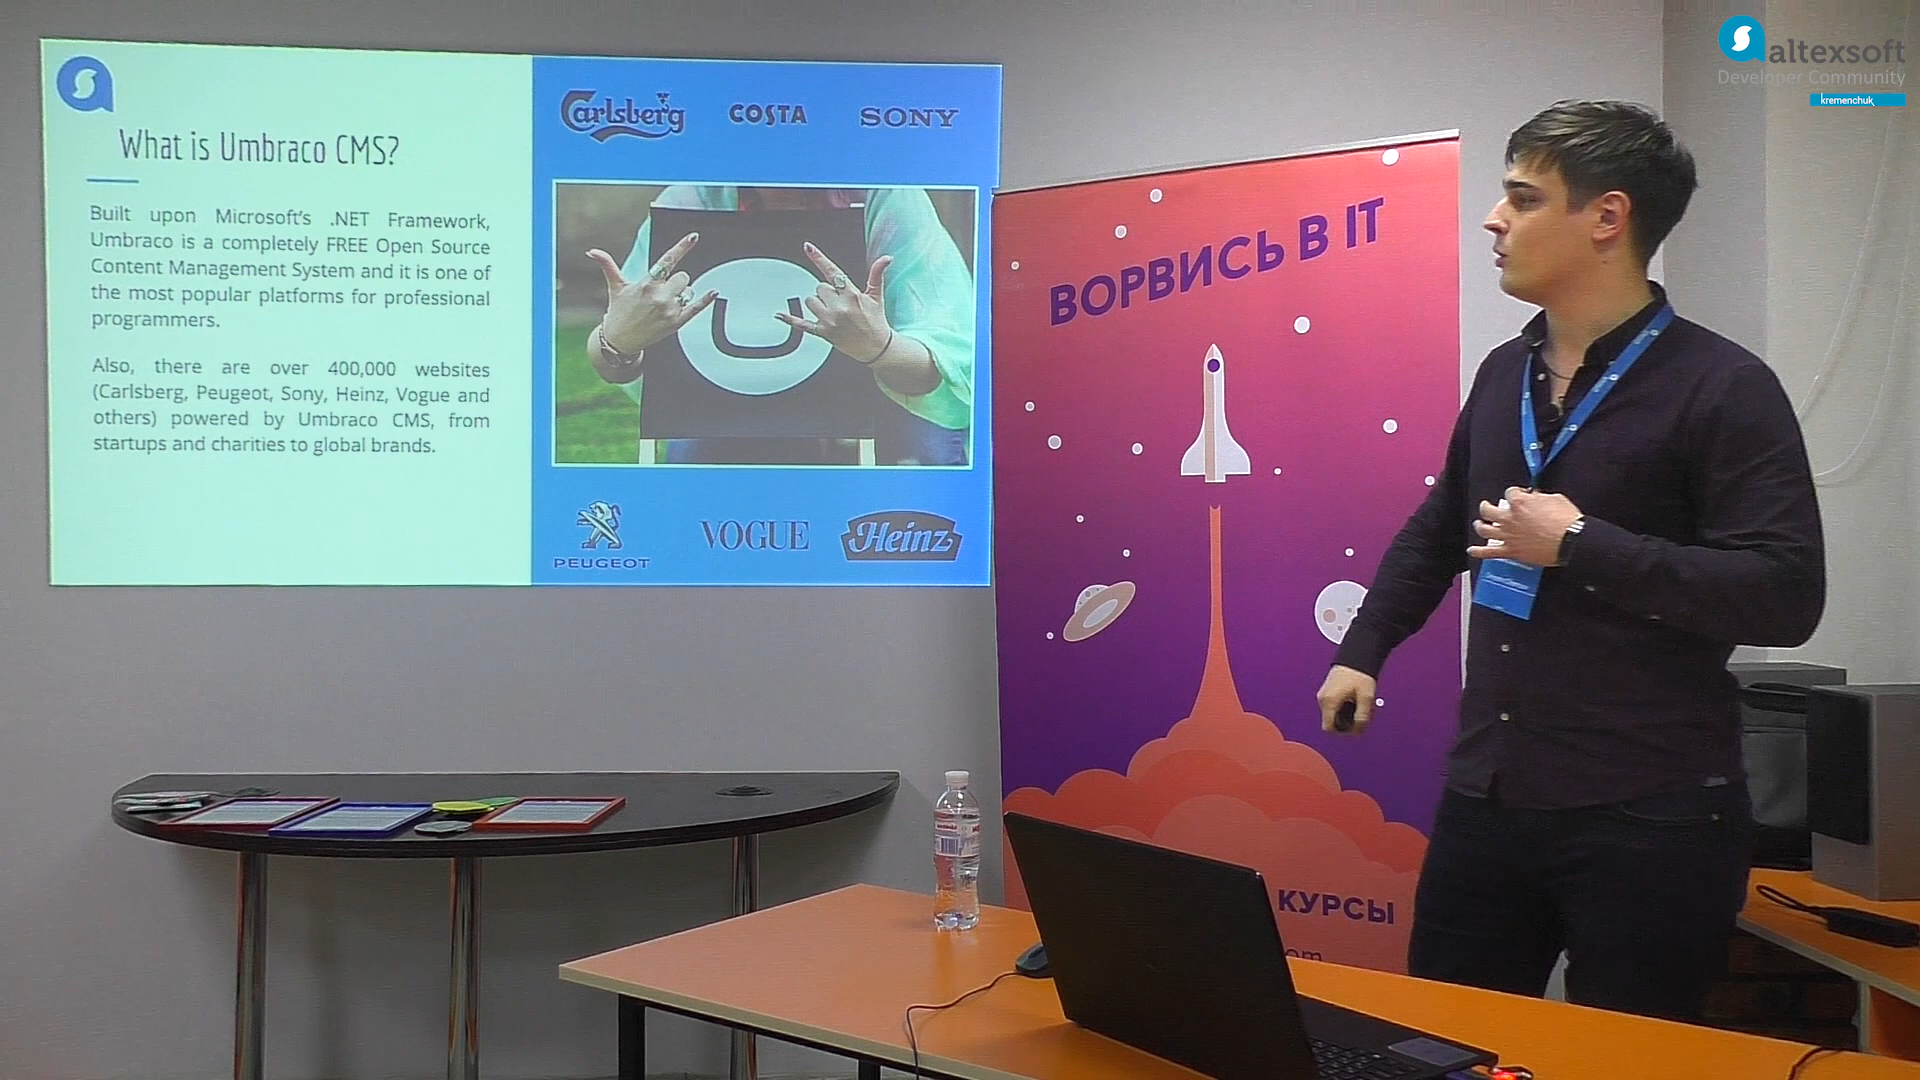 altexsoft
Developer Community
kremenchuk
What is Umbraco CMS?
Built upon Microsoft's .NET Framework,
Umbraco is a completely FREE Open Source
Content Management System and it is one of
the most popular platforms for professional
programmers.
Also, there are over 400,000 websites
(Carlsberg, Peugeot, Sony, Heinz, Vogue and
others) powered by Umbraco CMS, from
startups and charities to global brands.
Carlsberg
COSTA
SONY
PEUGEOT
VOGUE
Heinz
ВОРВИСЬ В IT
КУРСЫ
om